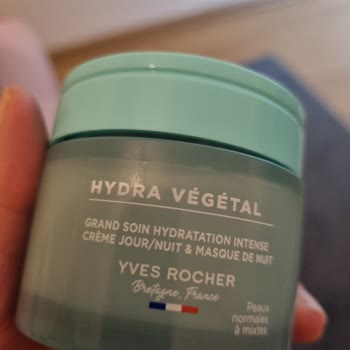 HYDRA VÉGÉTAL
GRAND SOIN HYDRATATION INTENSE
CRÈME JOUR/NUIT & MASQUE DE NUIT
YVES ROCHER
Bretagne, France
Peaux
normales
à mixtes